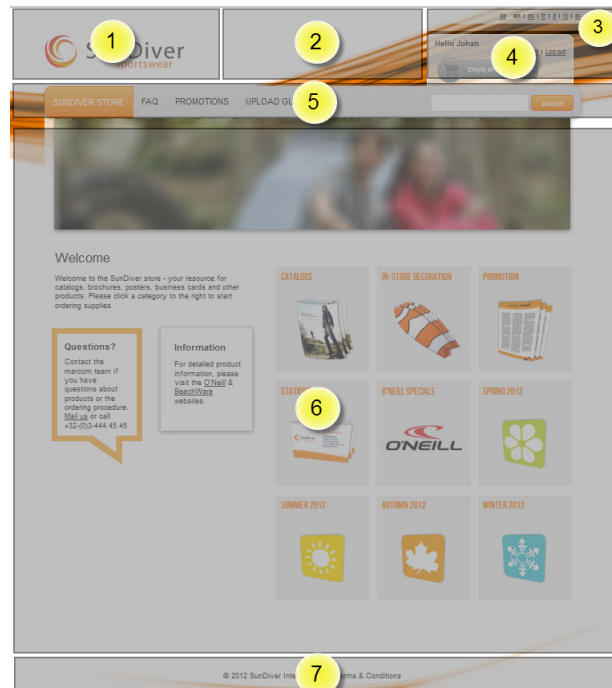 1
2
3
4
5
6
7
SunDiver
sportswear
Hello Johan
Log out
SUNDIVER STORE FAQ PROMOTIONS UPLOAD
search
Welcome
Welcome to the SunDiver store - your resource for
catalogs, brochures, posters, business cards and other
products. Please click a category to the right to start
ordering supplies.
Questions?
Contact the
marcom team if
you have
questions about
products or the
ordering procedure.
Mail us or call
+32-(0)3-444.45.45
Information
For detailed product
information, please
visit the O'Neill &
BeachWare
websites.
CATALOGS
IN-STORE DECORATION
PROMOTION
O'NEILL SPECIALS
O'NEILL
SPRING 2012
SUMMER 2012
AUTUMN 2012
WINTER 2012
© 2012 SunDiver & Conditions